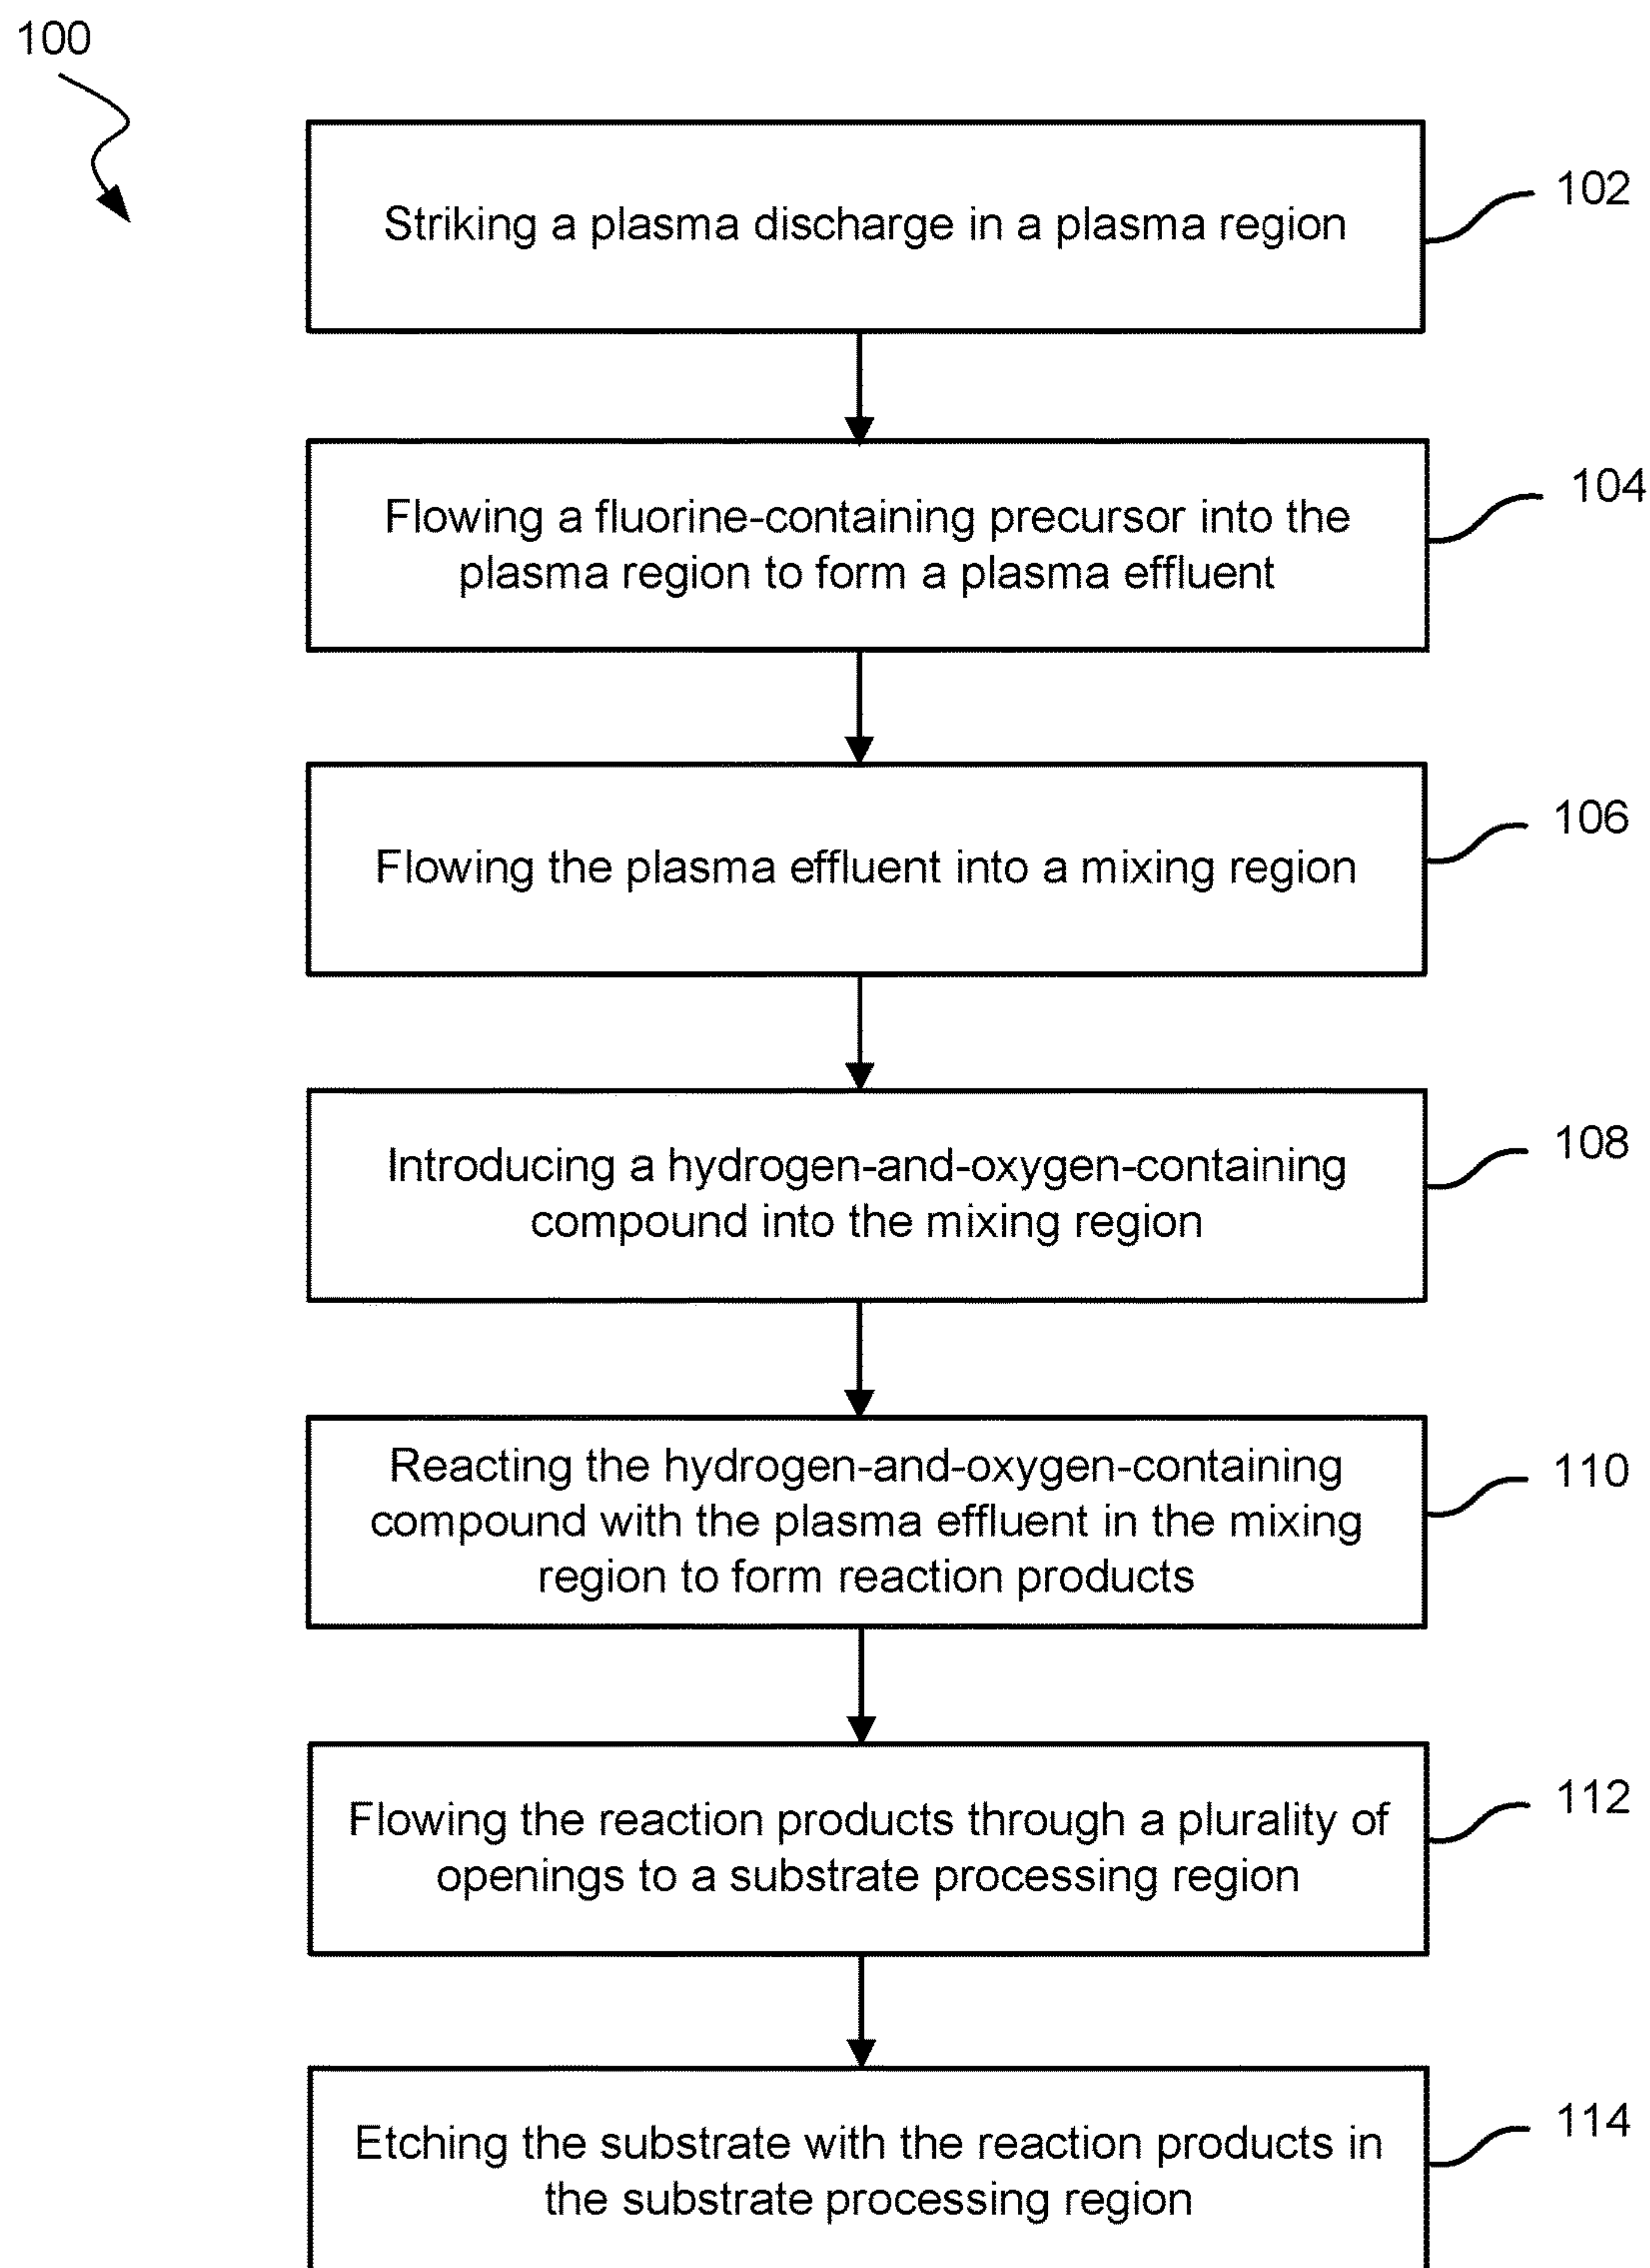 100
Striking a plasma discharge in a plasma region
102
Flowing a fluorine-containing precursor into the
plasma region to form a plasma effluent
104
Flowing the plasma effluent into a mixing region
106
Introducing a hydrogen-and-oxygen-containing
compound into the mixing region
108
Reacting the hydrogen-and-oxygen-containing
compound with the plasma effluent in the mixing
region to form reaction products
110
Flowing the reaction products through a plurality of
openings to a substrate processing region
112
Etching the substrate with the reaction products in
the substrate processing region
114